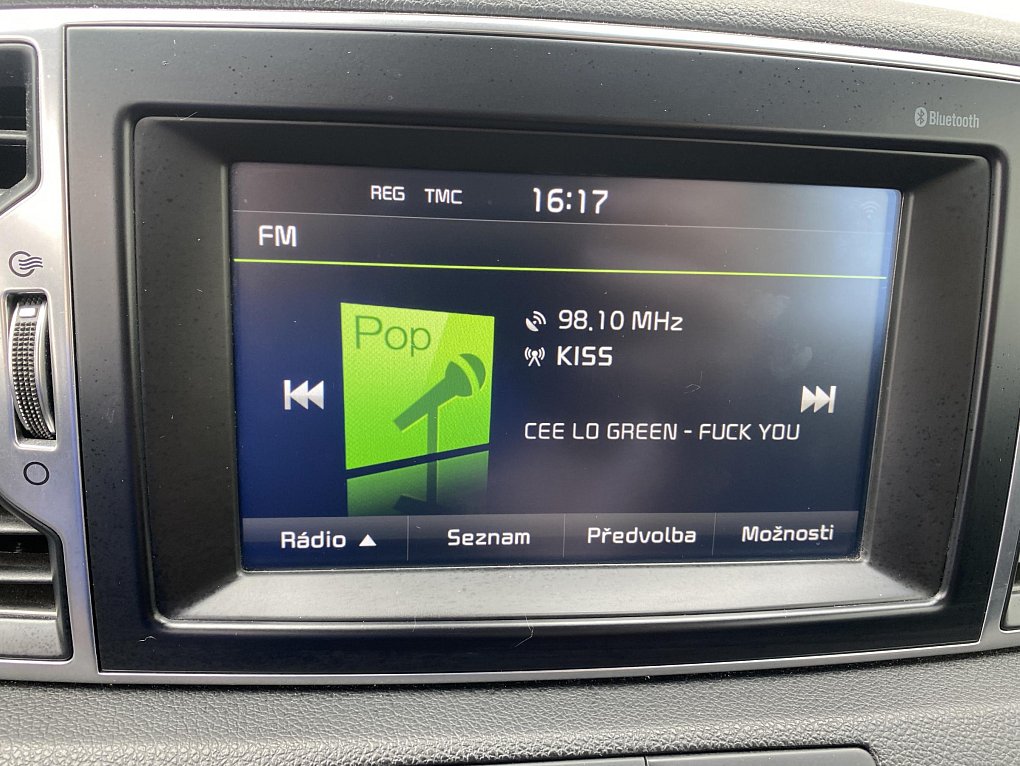 Bluetooth
REG TMC 16:17
FM
Pop
98.10 MHz
KISS
CEE LO GREEN - FUCK YOU
Rádio ▲ Seznam Předvolba Možnosti